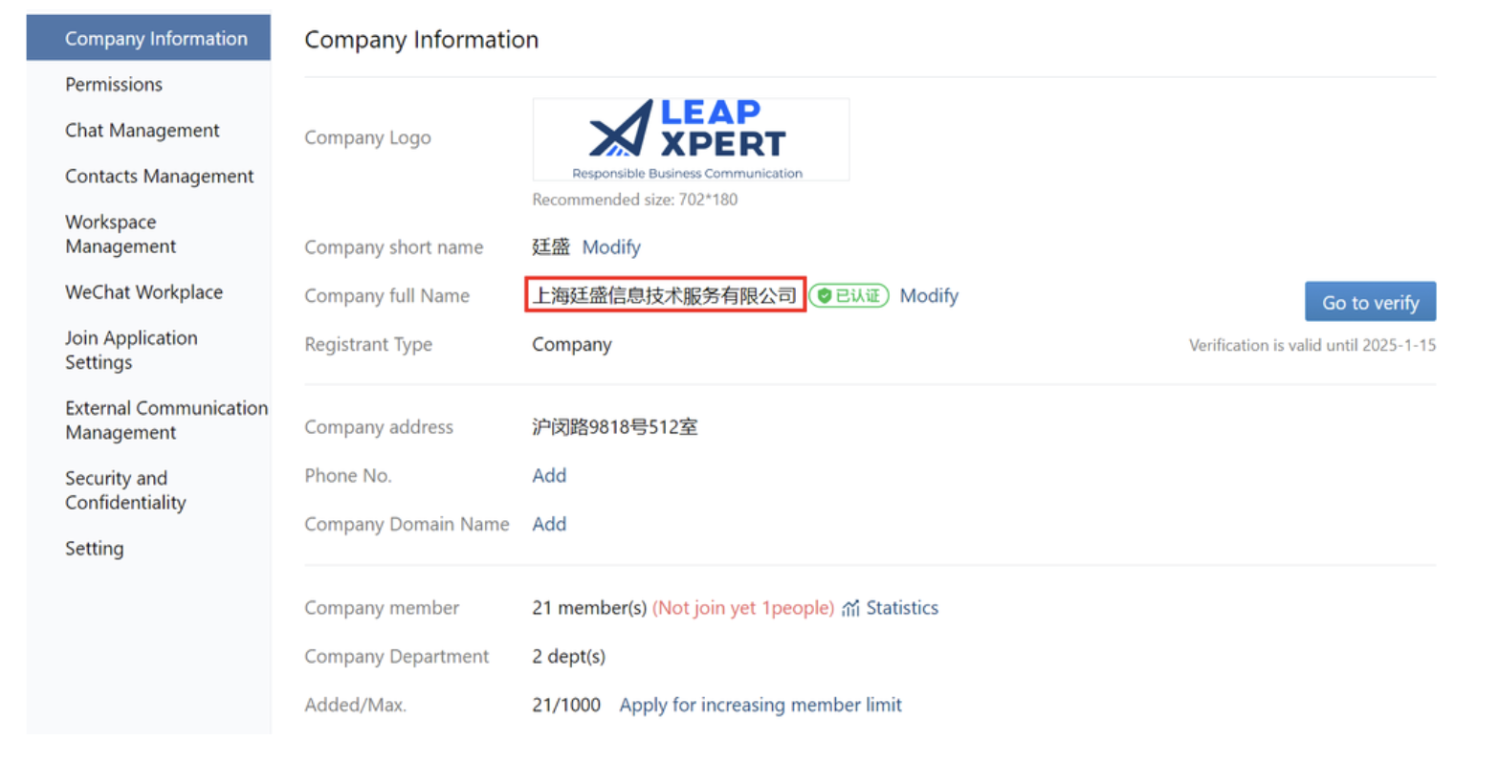 Company Information
Permissions
Chat Management
Contacts Management
Workspace
Management
WeChat Workplace
Join Application
Settings
External Communication
Management
Security and
Confidentiality
Setting
Company Information
Company Logo
LEAP
XPERT
Responsible Business Communication
Recommended size: 702*180
Company short name 廷盛 Modify
Company full Name 上海廷盛信息技术服务有限公司 已认证 Modify Go to verify
Registrant Type Company Verification is valid until 2025-1-15
Company address 沪闵路9818号512室
Phone No. Add
Company Domain Name Add
Company member 21 member(s) (Not join yet 1people) Statistics
Company Department 2 dept(s)
Added/Max. 21/1000 Apply for increasing member limit